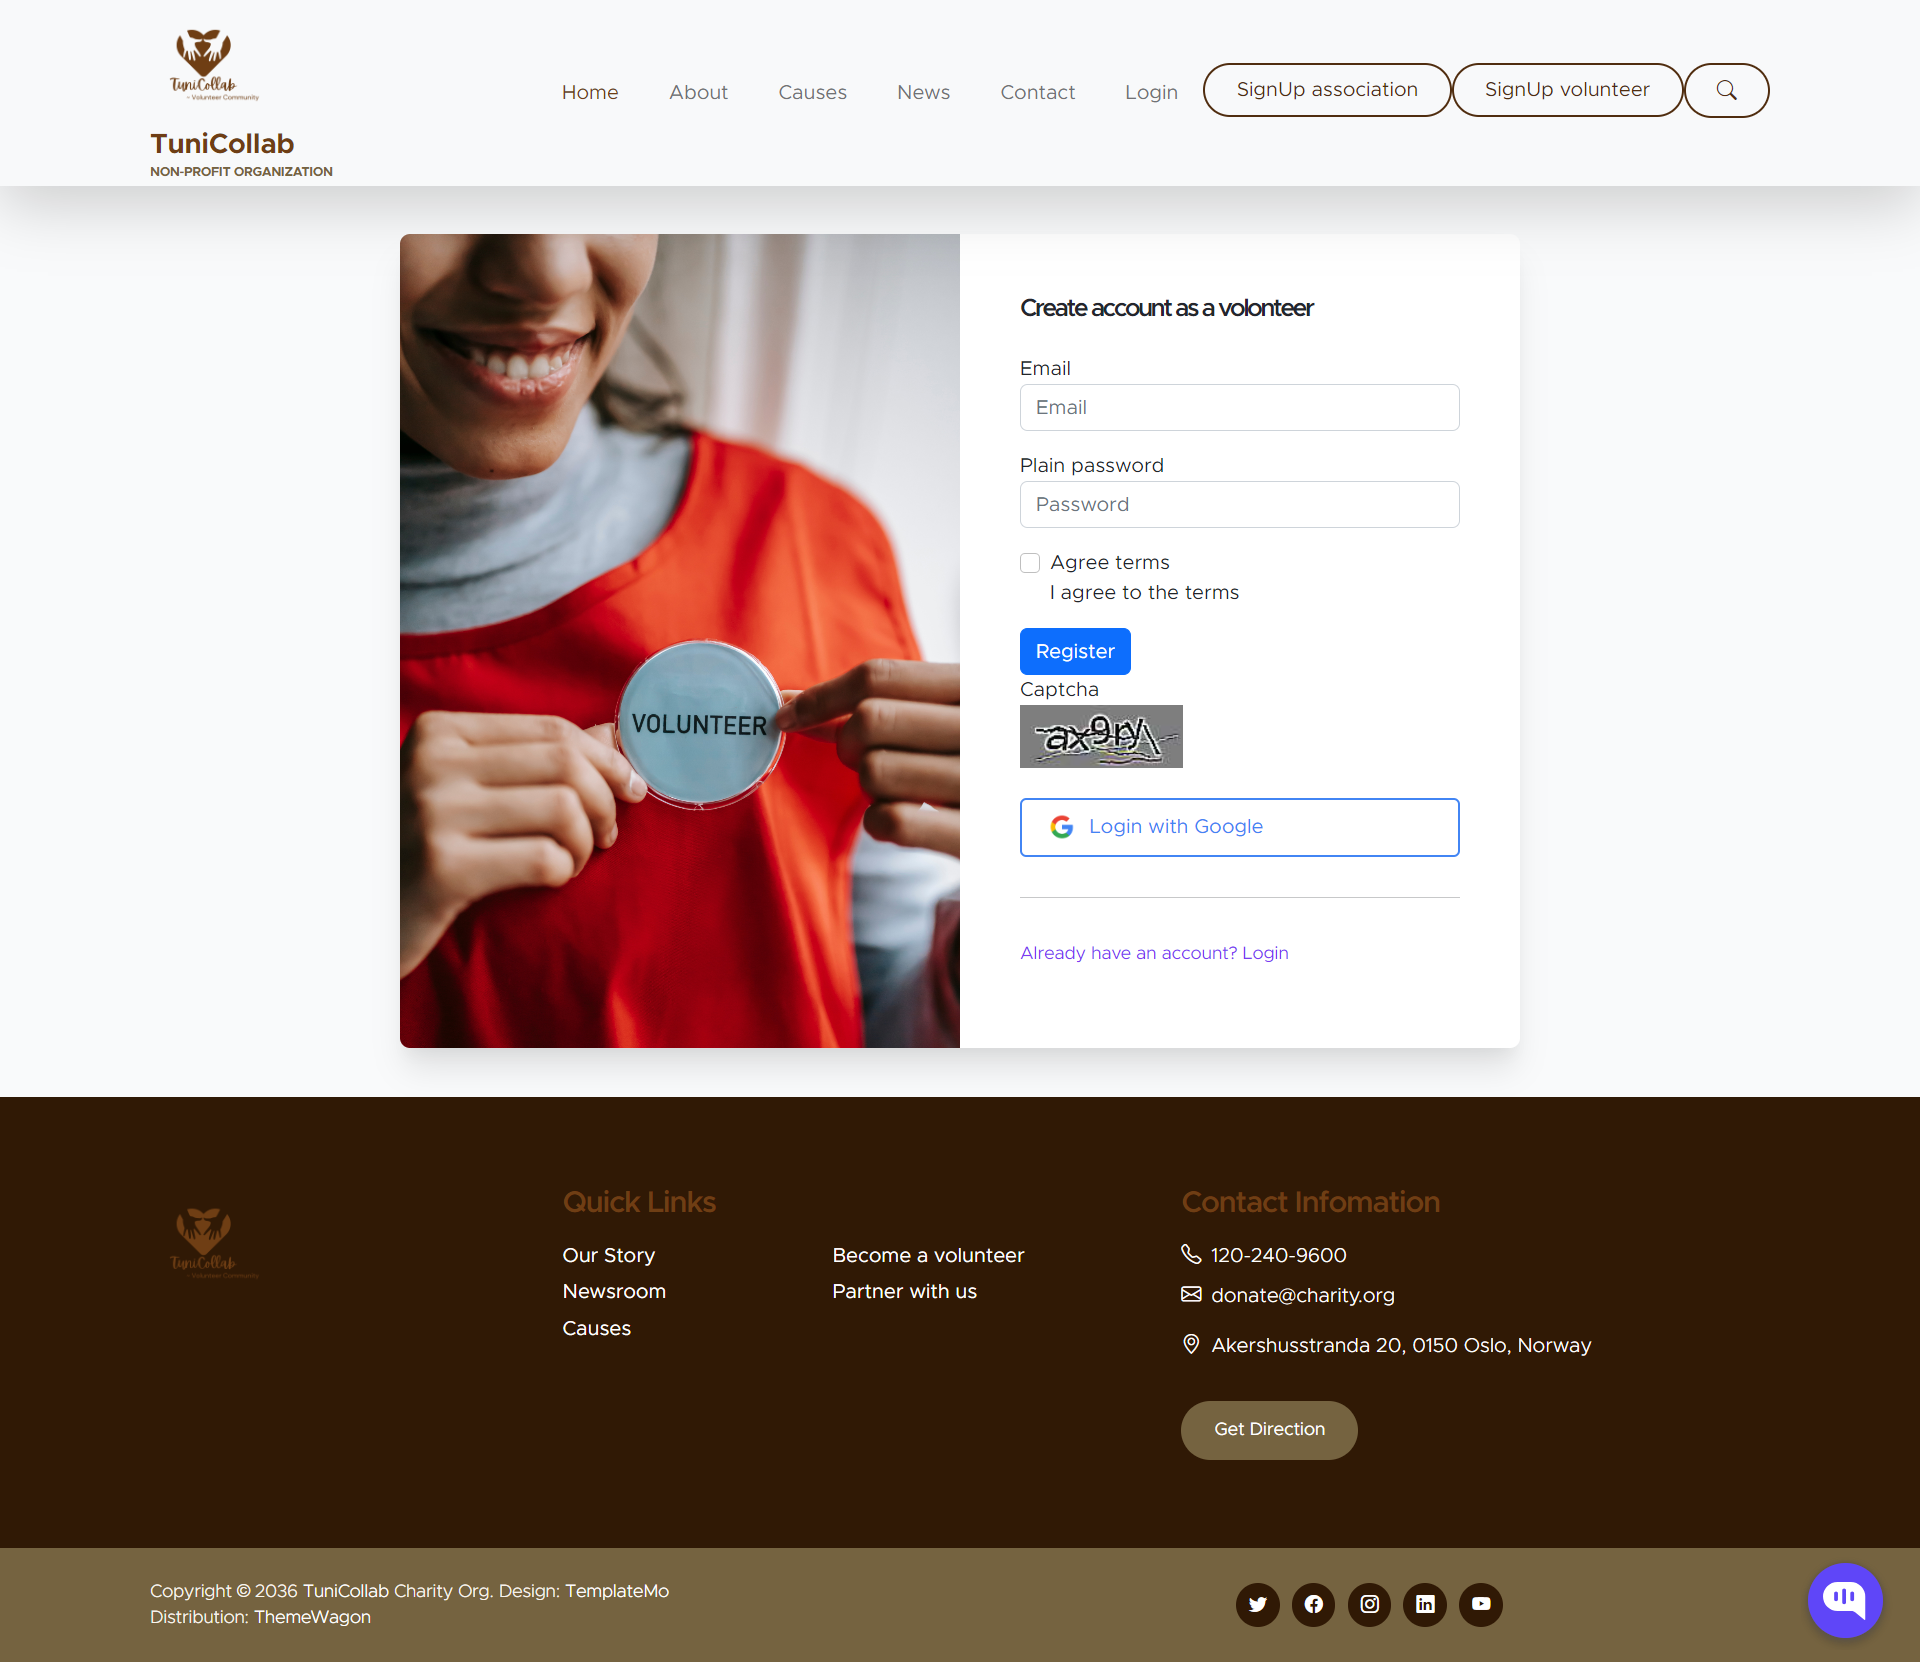 TuniCollab
~ Volunteer Community
TuniCollab
NON-PROFIT ORGANIZATION
Home
About
Causes
News
Contact
Login
SignUp association
SignUp volunteer
VOLUNTEER
Create account as a volonteer
Email
Email
Plain password
Password
Agree terms
I agree to the terms
Register
Captcha
Login with Google
Already have an account? Login
TuniCollab
~ Volunteer Community
Quick Links
Our Story
Newsroom
Causes
Become a volunteer
Partner with us
Contact Infomation
120-240-9600
donate@charity.org
Akershusstranda 20, 0150 Oslo, Norway
Get Direction
Copyright © 2036 TuniCollab Charity Org. Design: TemplateMo
Distribution: ThemeWagon